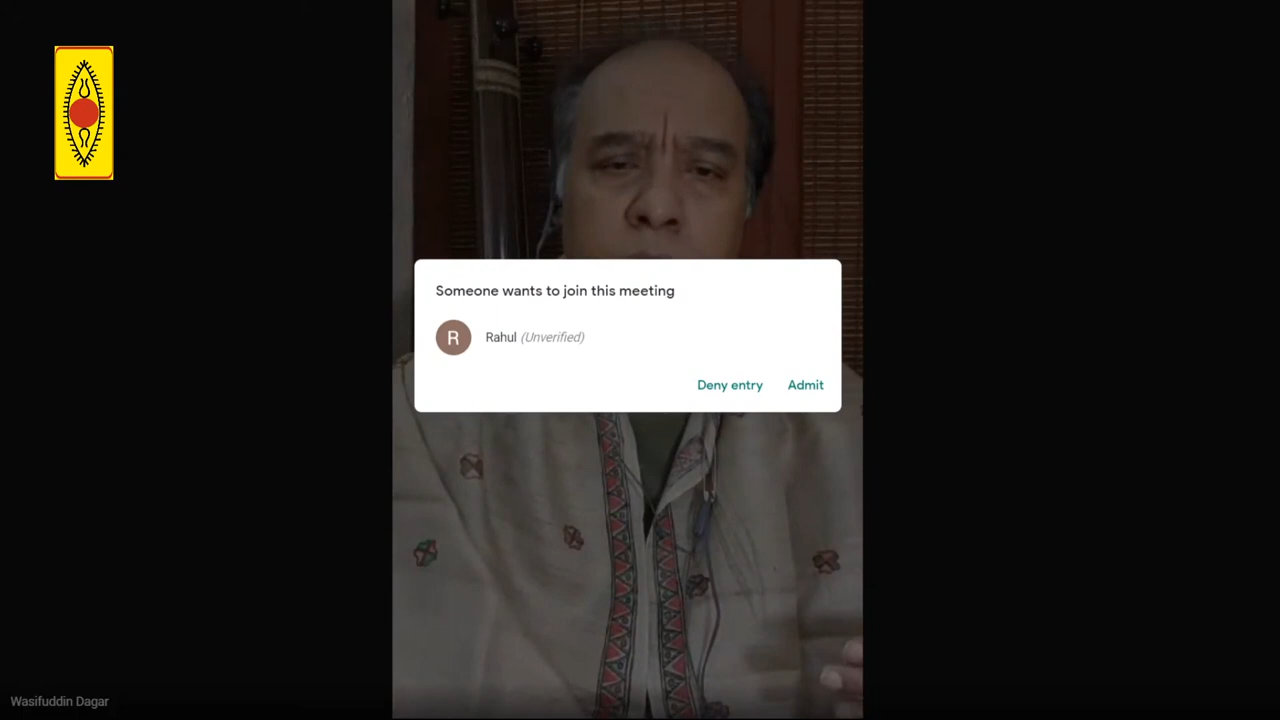 Someone wants to join this meeting
R
Rahul (Unverified)
Deny entry Admit
Wasifuddin Dagar